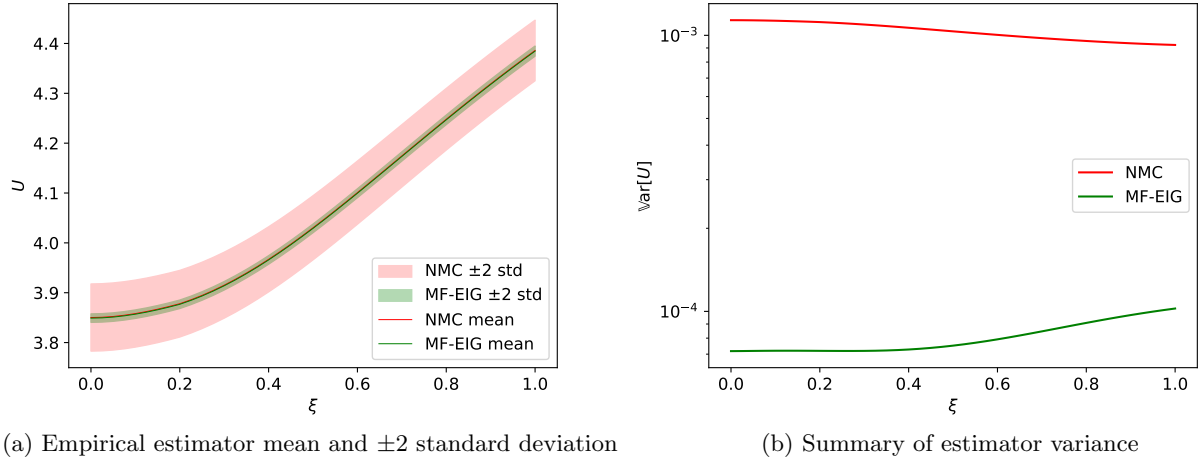 4.4
4.3
4.2
4.1
4.0
3.9
3.8
U
0.0 0.2 0.4 0.6 0.8 1.0
ξ
NMC ±2 std
MF-EIG ±2 std
NMC mean
MF-EIG mean
(a) Empirical estimator mean and ±2 standard deviation
10⁻³
10⁻⁴
𝕍ar[U]
0.0 0.2 0.4 0.6 0.8 1.0
ξ
NMC
MF-EIG
(b) Summary of estimator variance